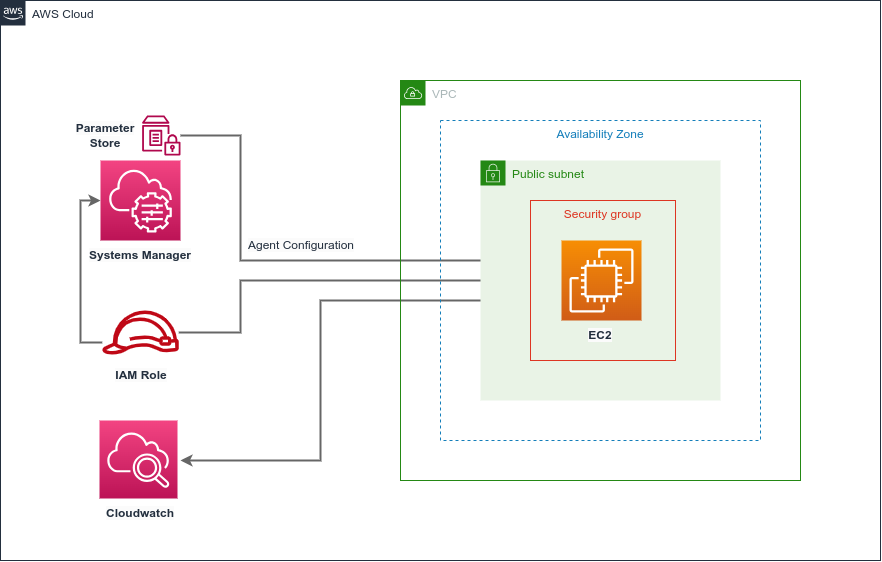 aws
AWS Cloud
VPC
Availability Zone
Parameter
Store
Public subnet
Security group
Systems Manager
Agent Configuration
EC2
IAM Role
Cloudwatch